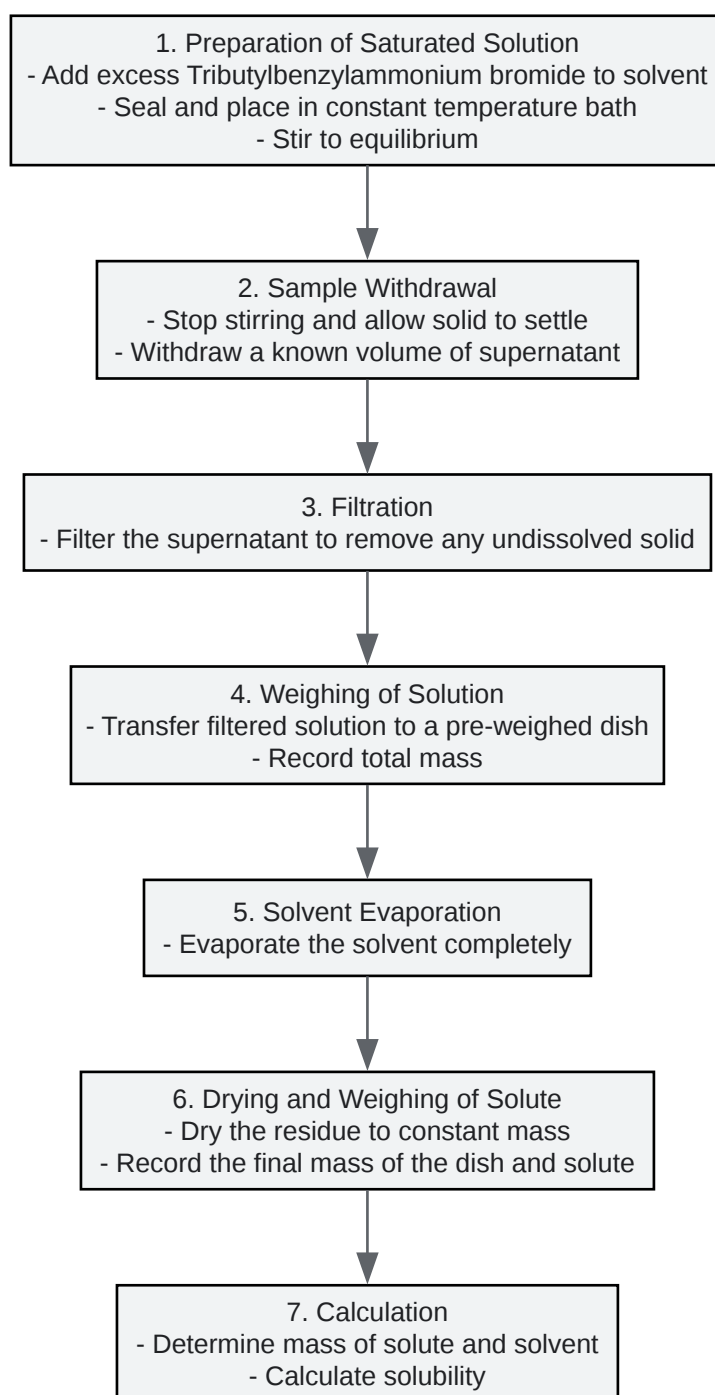 1. Preparation of Saturated Solution
- Add excess Tributylbenzylammonium bromide to solvent
- Seal and place in constant temperature bath
- Stir to equilibrium
2. Sample Withdrawal
- Stop stirring and allow solid to settle
- Withdraw a known volume of supernatant
3. Filtration
- Filter the supernatant to remove any undissolved solid
4. Weighing of Solution
- Transfer filtered solution to a pre-weighed dish
- Record total mass
5. Solvent Evaporation
- Evaporate the solvent completely
6. Drying and Weighing of Solute
- Dry the residue to constant mass
- Record the final mass of the dish and solute
7. Calculation
- Determine mass of solute and solvent
- Calculate solubility